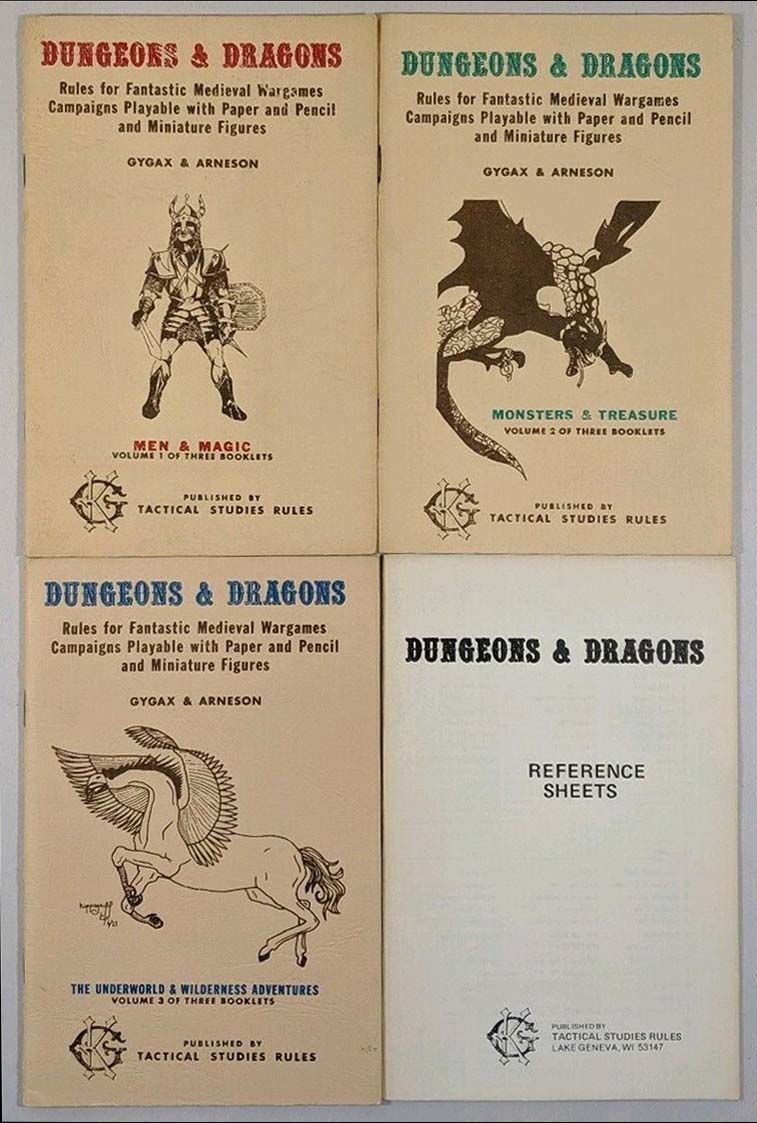 DUNGEONS & DRAGONS
Rules for Fantastic Medieval Wargames
Campaigns Playable with Paper and Pencil
and Miniature Figures
GYGAX & ARNESON
MEN & MAGIC
VOLUME 1 OF THREE BOOKLETS
GK
PUBLISHED BY
TACTICAL STUDIES RULES
DUNGEONS & DRAGONS
Rules for Fantastic Medieval Wargames
Campaigns Playable with Paper and Pencil
and Miniature Figures
GYGAX & ARNESON
MONSTERS & TREASURE
VOLUME 2 OF THREE BOOKLETS
GK
PUBLISHED BY
TACTICAL STUDIES RULES
DUNGEONS & DRAGONS
Rules for Fantastic Medieval Wargames
Campaigns Playable with Paper and Pencil
and Miniature Figures
GYGAX & ARNESON
hippogriff
THE UNDERWORLD & WILDERNESS ADVENTURES
VOLUME 3 OF THREE BOOKLETS
GK
PUBLISHED BY
TACTICAL STUDIES RULES
DUNGEONS & DRAGONS
REFERENCE
SHEETS
GK
PUBLISHED BY
TACTICAL STUDIES RULES
LAKE GENEVA, WI 53147